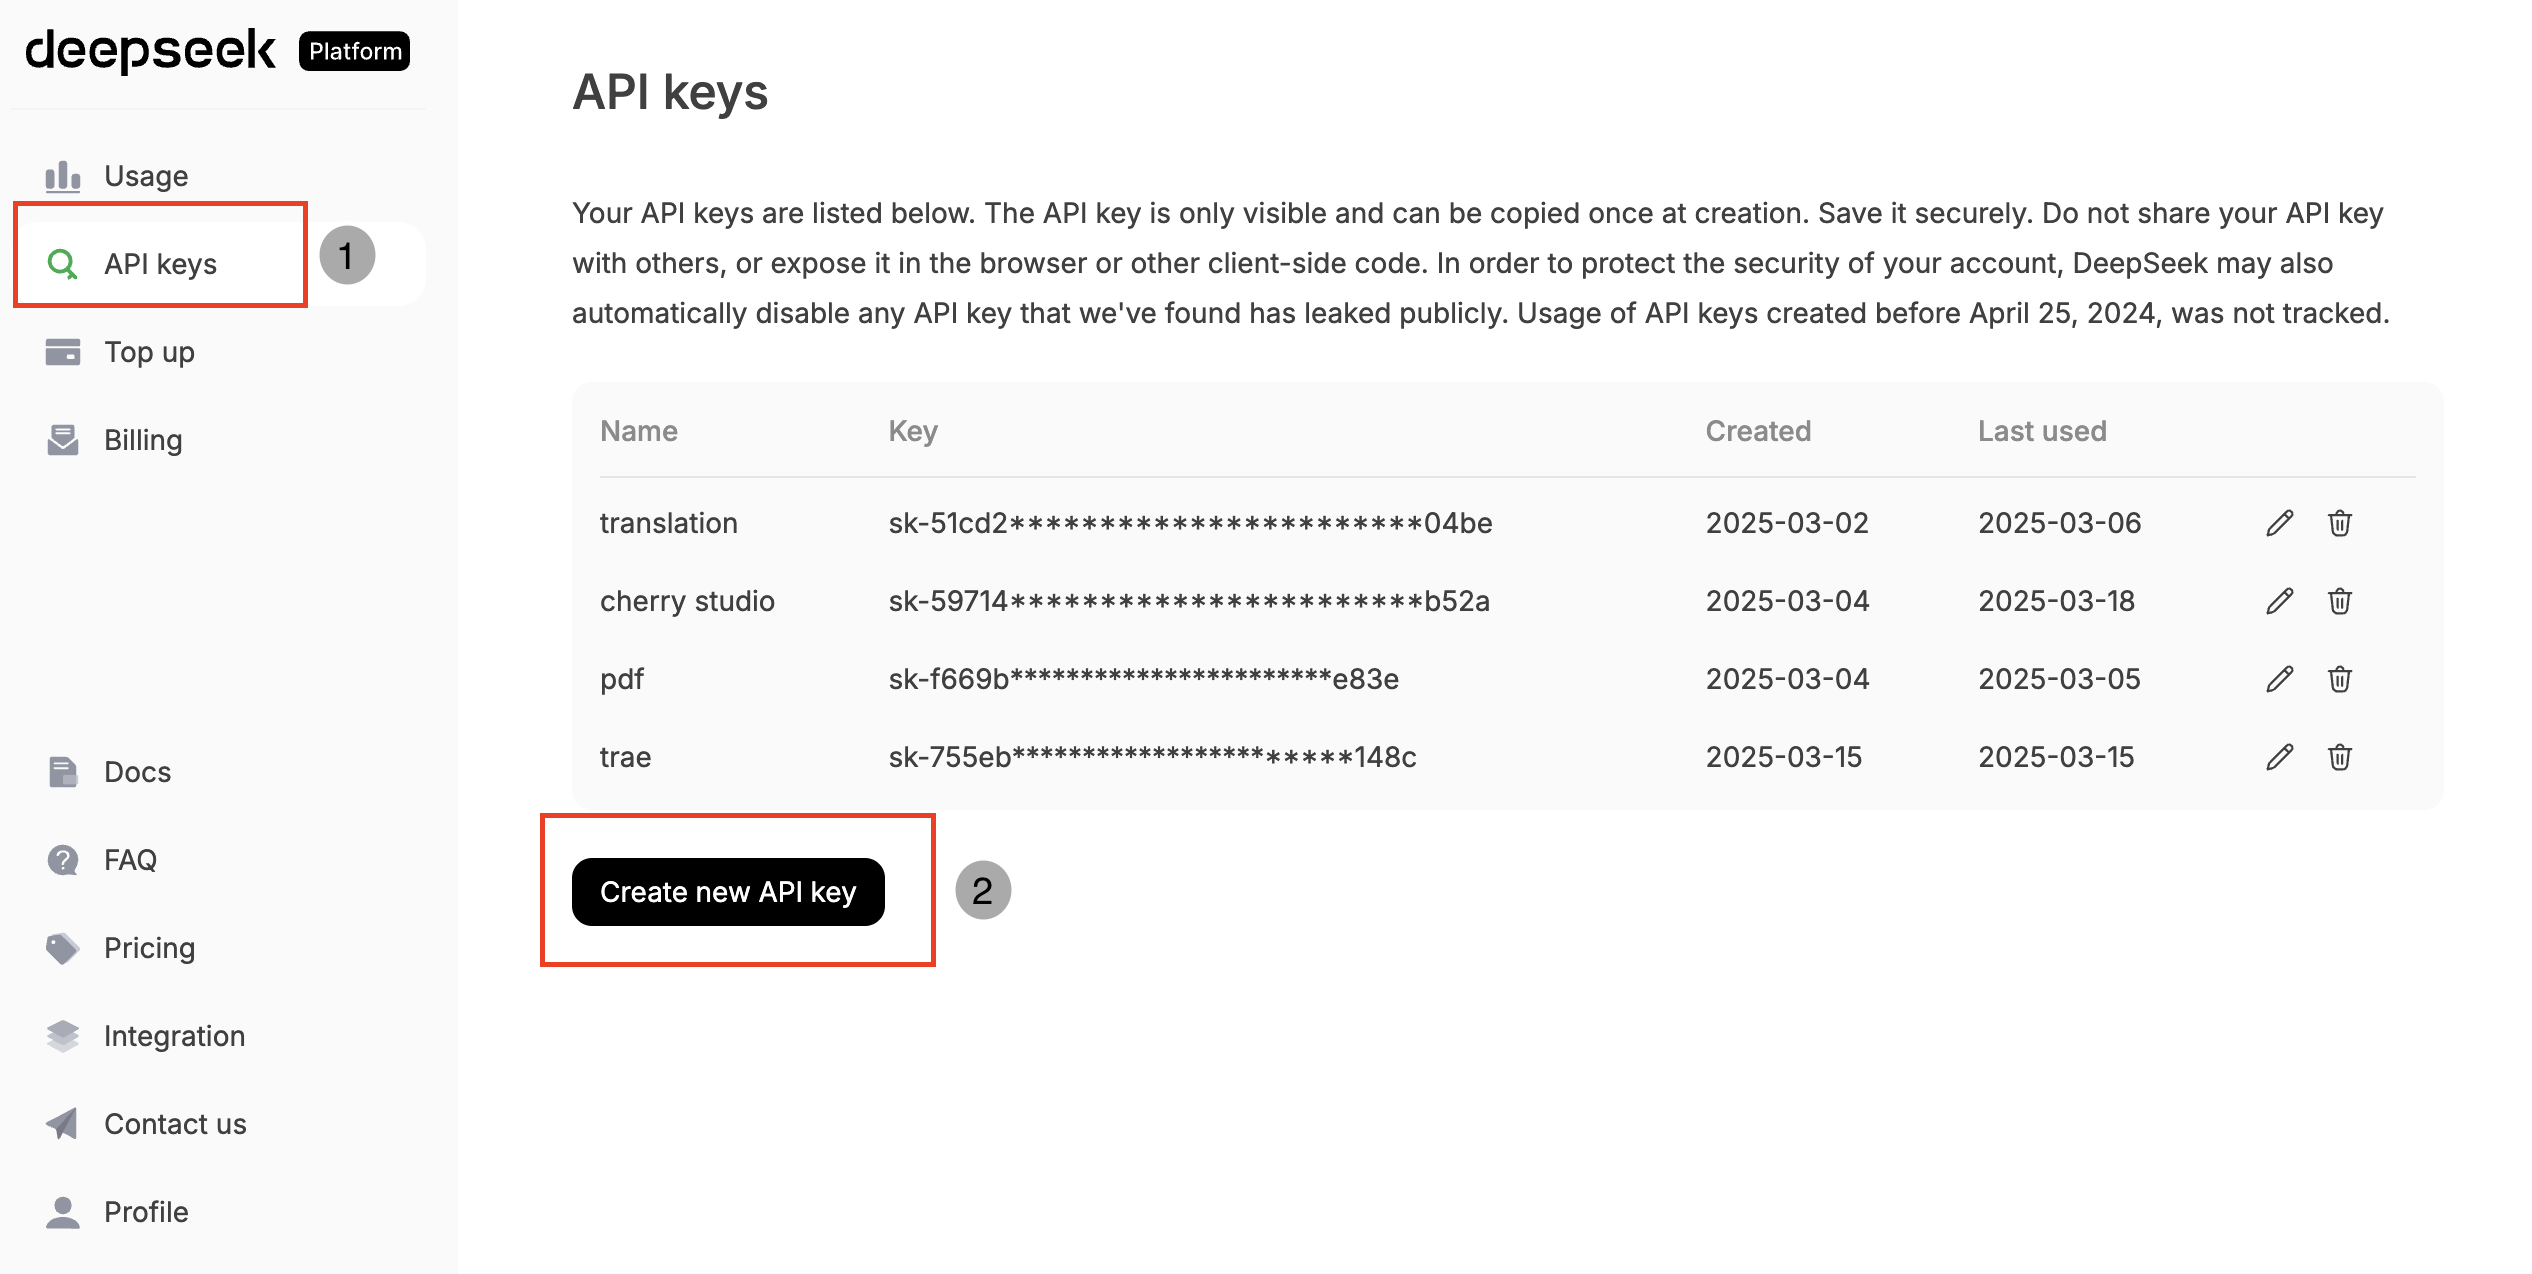 deepseek Platform
Usage
API keys
1
Top up
Billing
Docs
FAQ
Pricing
Integration
Contact us
Profile
API keys
Your API keys are listed below. The API key is only visible and can be copied once at creation. Save it securely. Do not share your API key
with others, or expose it in the browser or other client-side code. In order to protect the security of your account, DeepSeek may also
automatically disable any API key that we've found has leaked publicly. Usage of API keys created before April 25, 2024, was not tracked.
Name Key Created Last used
translation sk-51cd2***********************04be 2025-03-02 2025-03-06
cherry studio sk-59714***********************b52a 2025-03-04 2025-03-18
pdf sk-f669b***********************e83e 2025-03-04 2025-03-05
trae sk-755eb***********************148c 2025-03-15 2025-03-15
Create new API key
2